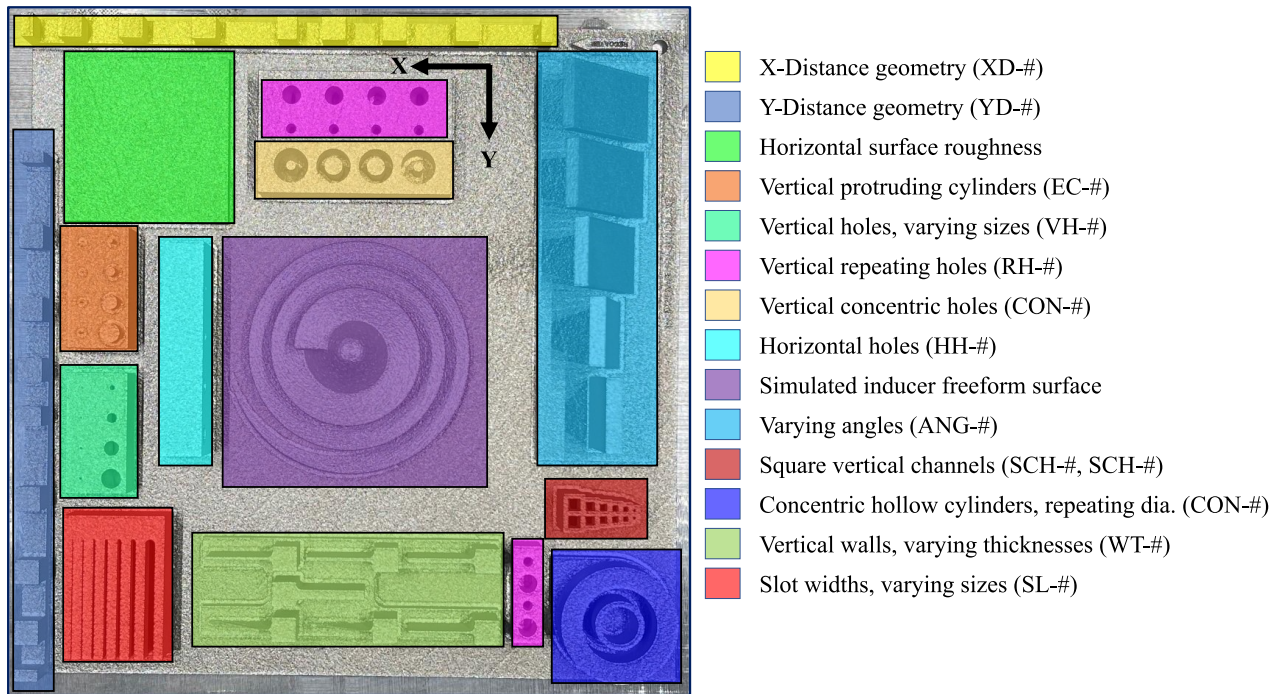 X
Y
X-Distance geometry (XD-#)
Y-Distance geometry (YD-#)
Horizontal surface roughness
Vertical protruding cylinders (EC-#)
Vertical holes, varying sizes (VH-#)
Vertical repeating holes (RH-#)
Vertical concentric holes (CON-#)
Horizontal holes (HH-#)
Simulated inducer freeform surface
Varying angles (ANG-#)
Square vertical channels (SCH-#, SCH-#)
Concentric hollow cylinders, repeating dia. (CON-#)
Vertical walls, varying thicknesses (WT-#)
Slot widths, varying sizes (SL-#)